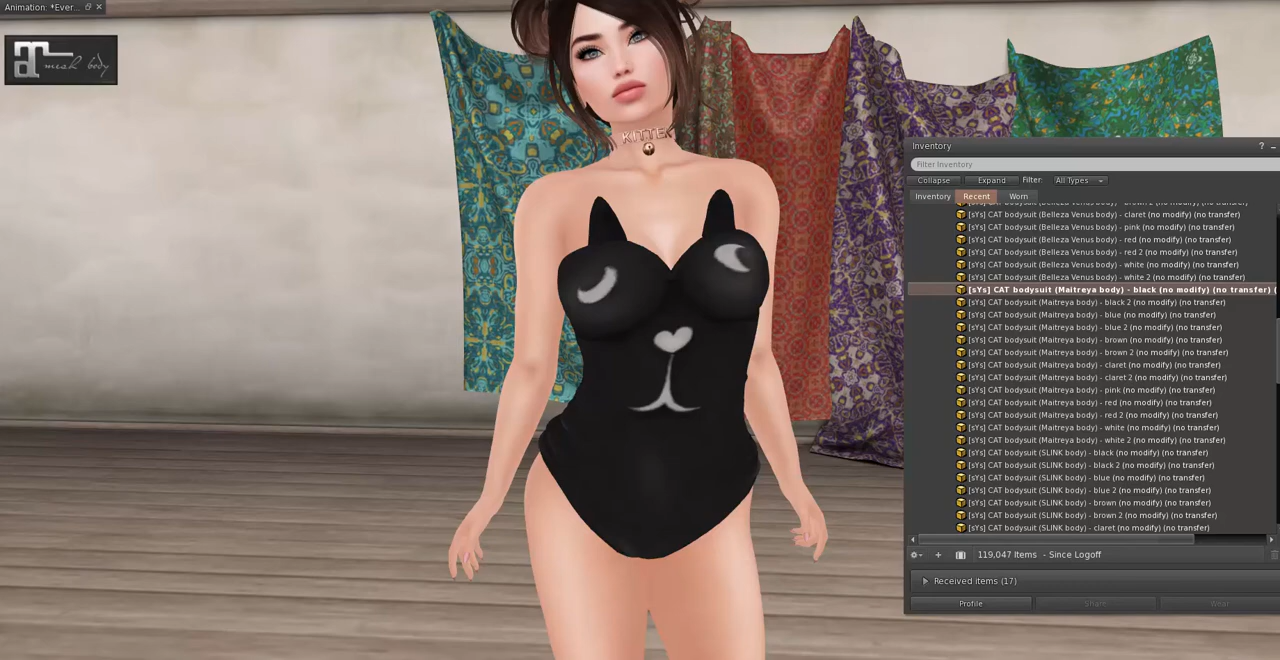 Animation: *Ever...
mesh body
KITTEN
Inventory
?
Filter Inventory
Collapse Expand Filter: All Types
Inventory Recent Worn
[sYs] CAT bodysuit (Belleza Venus body) - brown 2 (no modify) (no transfer)
[sYs] CAT bodysuit (Belleza Venus body) - claret (no modify) (no transfer)
[sYs] CAT bodysuit (Belleza Venus body) - pink (no modify) (no transfer)
[sYs] CAT bodysuit (Belleza Venus body) - red (no modify) (no transfer)
[sYs] CAT bodysuit (Belleza Venus body) - red 2 (no modify) (no transfer)
[sYs] CAT bodysuit (Belleza Venus body) - white (no modify) (no transfer)
[sYs] CAT bodysuit (Belleza Venus body) - white 2 (no modify) (no transfer)
[sYs] CAT bodysuit (Maitreya body) - black (no modify) (no transfer) (
[sYs] CAT bodysuit (Maitreya body) - black 2 (no modify) (no transfer)
[sYs] CAT bodysuit (Maitreya body) - blue (no modify) (no transfer)
[sYs] CAT bodysuit (Maitreya body) - blue 2 (no modify) (no transfer)
[sYs] CAT bodysuit (Maitreya body) - brown (no modify) (no transfer)
[sYs] CAT bodysuit (Maitreya body) - brown 2 (no modify) (no transfer)
[sYs] CAT bodysuit (Maitreya body) - claret (no modify) (no transfer)
[sYs] CAT bodysuit (Maitreya body) - claret 2 (no modify) (no transfer)
[sYs] CAT bodysuit (Maitreya body) - pink (no modify) (no transfer)
[sYs] CAT bodysuit (Maitreya body) - red (no modify) (no transfer)
[sYs] CAT bodysuit (Maitreya body) - red 2 (no modify) (no transfer)
[sYs] CAT bodysuit (Maitreya body) - white (no modify) (no transfer)
[sYs] CAT bodysuit (Maitreya body) - white 2 (no modify) (no transfer)
[sYs] CAT bodysuit (SLINK body) - black (no modify) (no transfer)
[sYs] CAT bodysuit (SLINK body) - black 2 (no modify) (no transfer)
[sYs] CAT bodysuit (SLINK body) - blue (no modify) (no transfer)
[sYs] CAT bodysuit (SLINK body) - blue 2 (no modify) (no transfer)
[sYs] CAT bodysuit (SLINK body) - brown (no modify) (no transfer)
[sYs] CAT bodysuit (SLINK body) - brown 2 (no modify) (no transfer)
[sYs] CAT bodysuit (SLINK body) - claret (no modify) (no transfer)
119,047 Items - Since Logoff
Received items (17)
Profile Share Wear